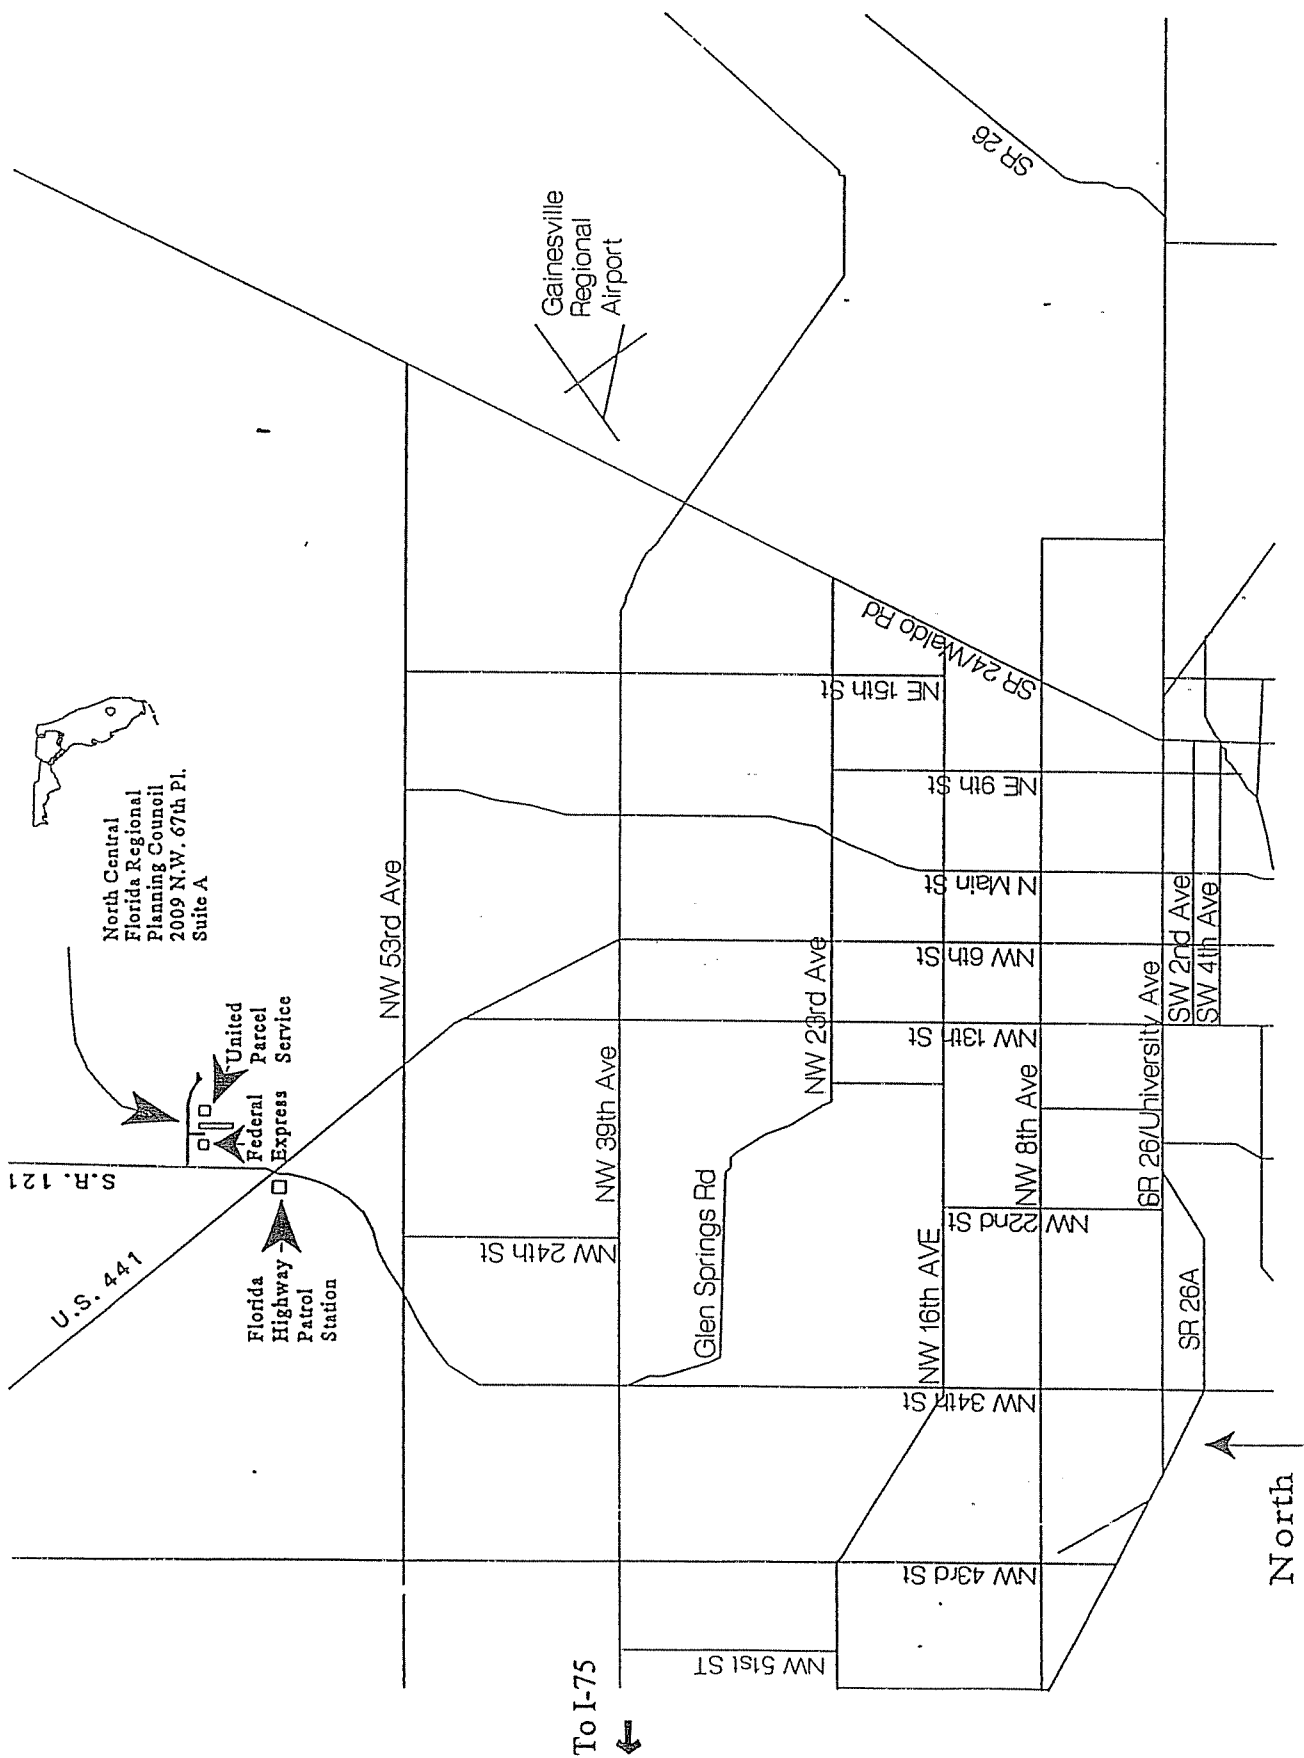 North Central
Florida Regional
Planning Council
2009 N.W. 67th Pl.
Suite A
S.R. 121
United
Parcel
Service
Federal
Express
U.S. 441
Florida
Highway
Patrol
Station
Gainesville
Regional
Airport
SR 26
NW 53rd Ave
NW 39th Ave
To I-75
NW 24th St
Glen Springs Rd
NW 23rd Ave
NW 51st ST
SR 24/Waldo Rd
NE 15th St
NE 9th St
N Main St
NW 6th St
NW 13th St
NW 16th AVE
NW 22nd St
NW 34th St
NW 43rd St
NW 8th Ave
SR 26/University Ave
SW 2nd Ave
SW 4th Ave
SR 26A
North